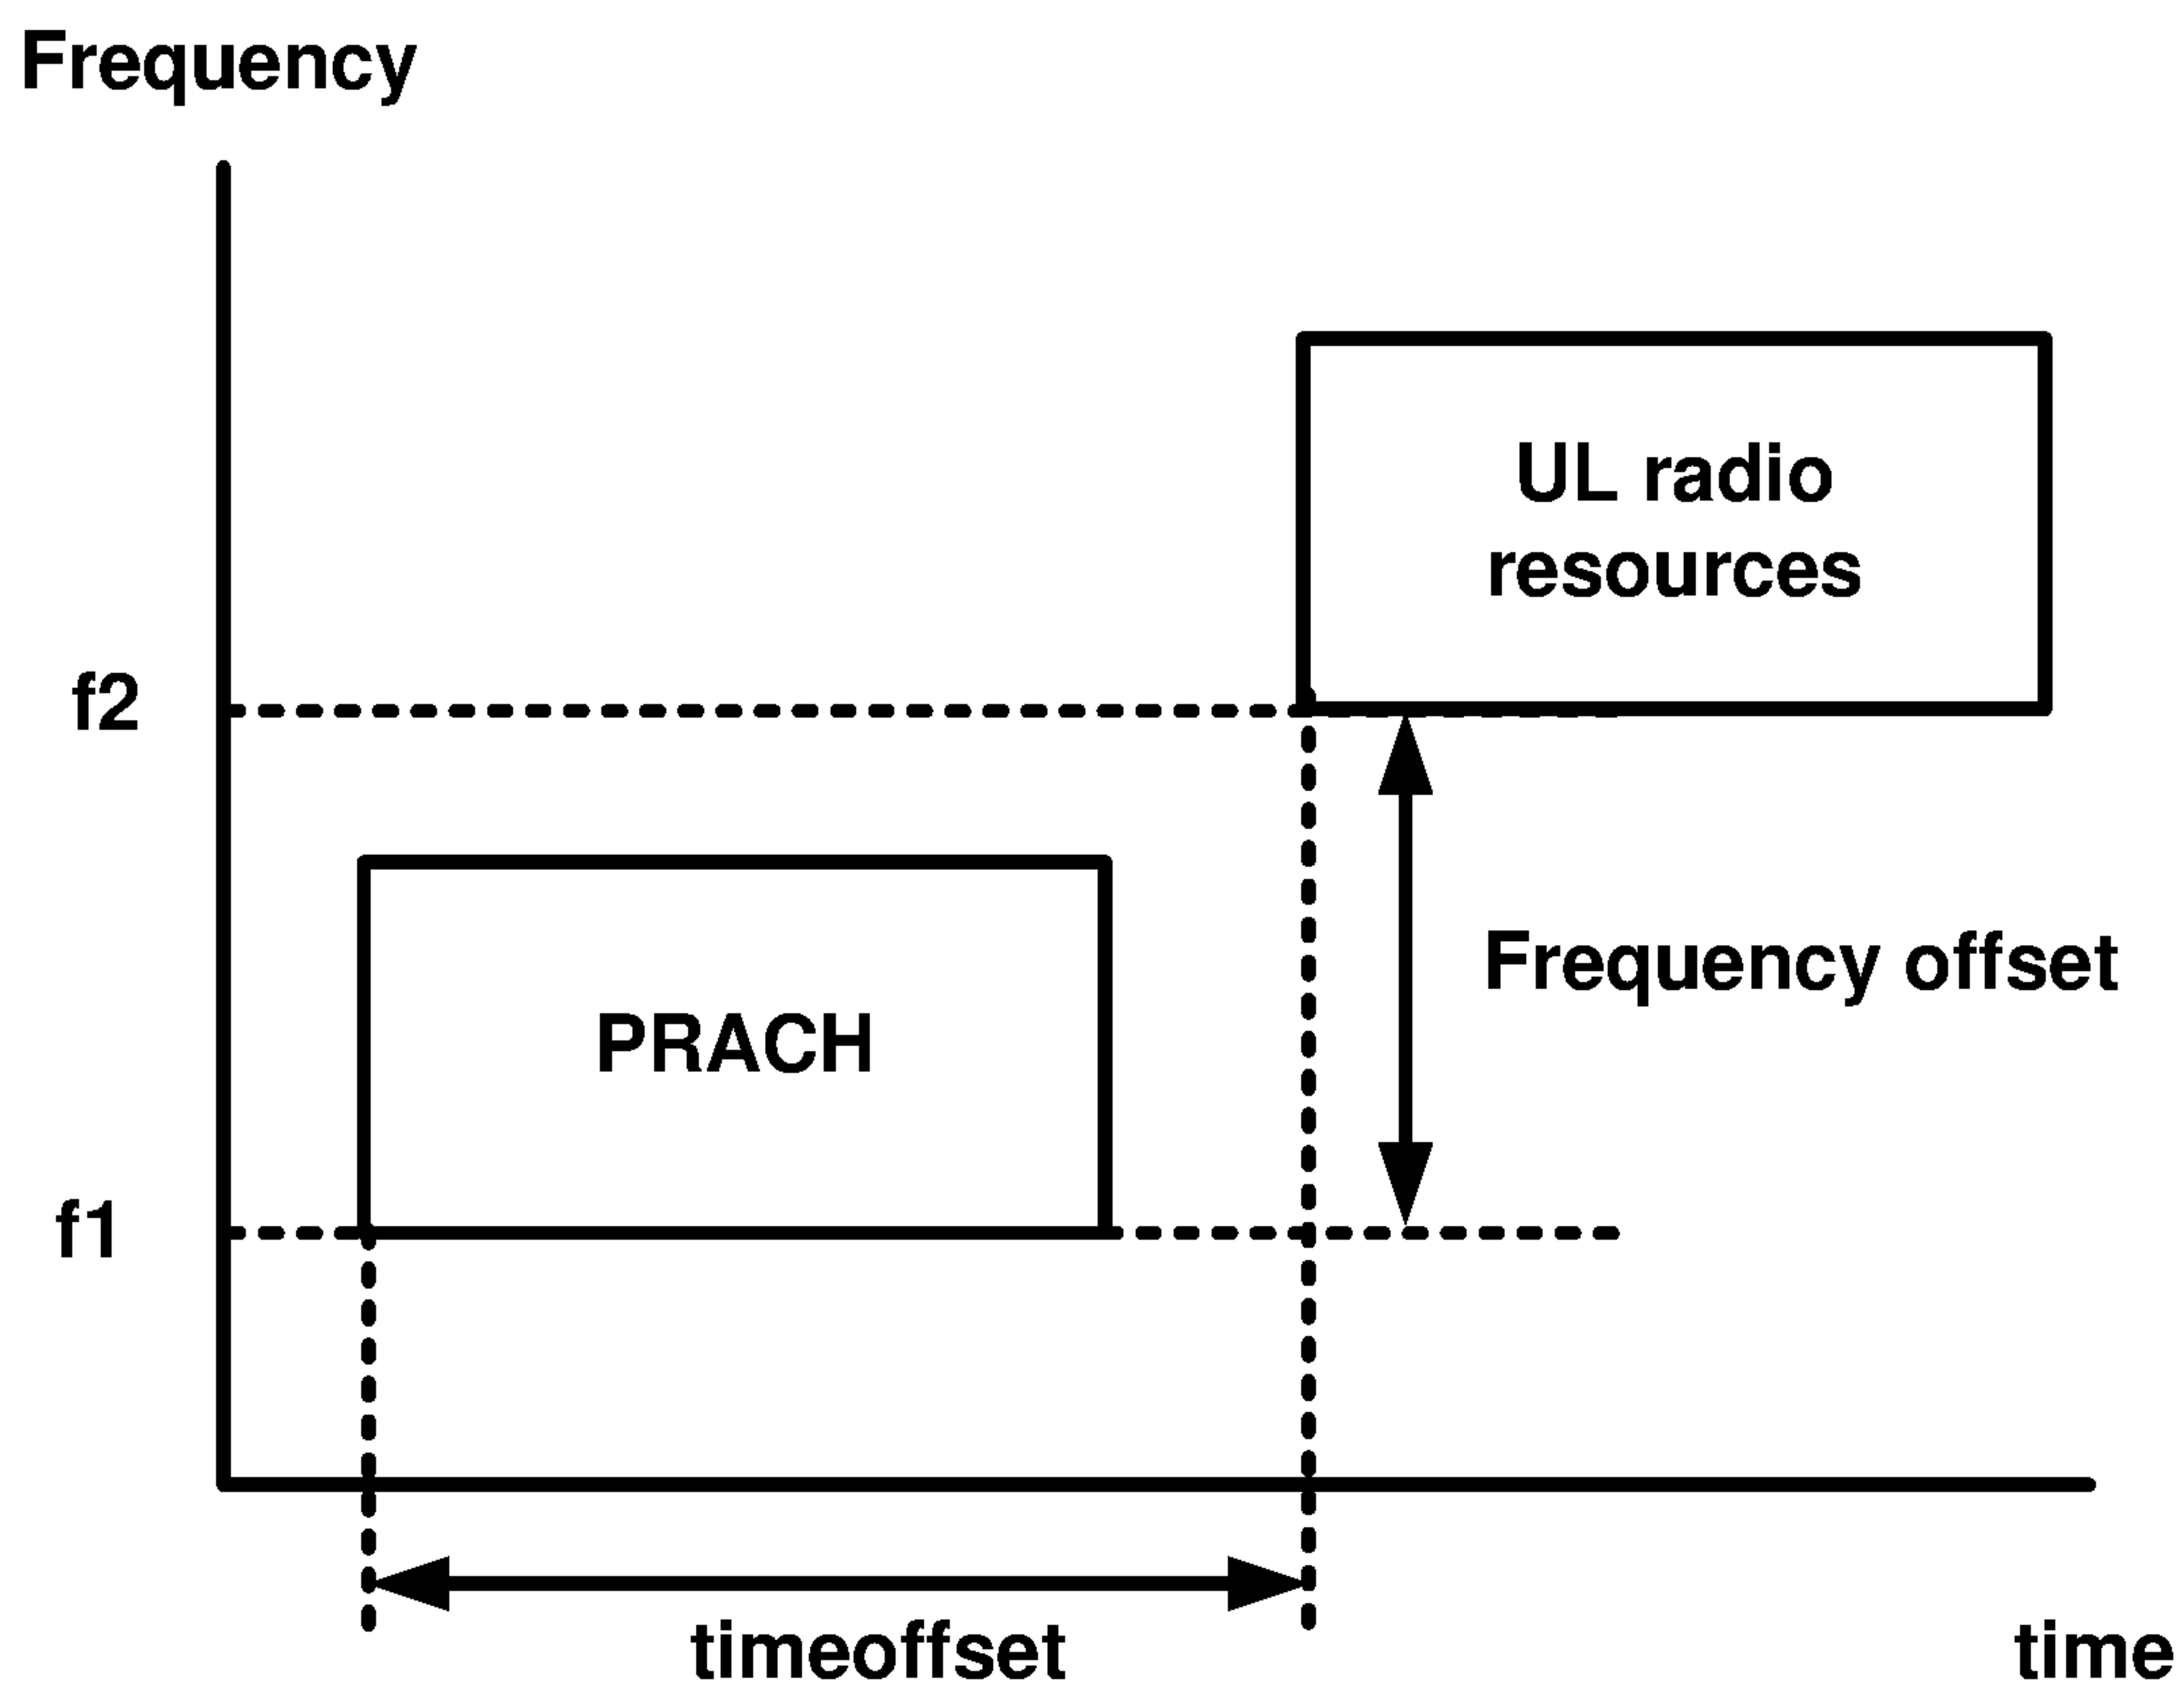 Frequency
UL radio
resources
f2
Frequency offset
PRACH
f1
timeoffset
time